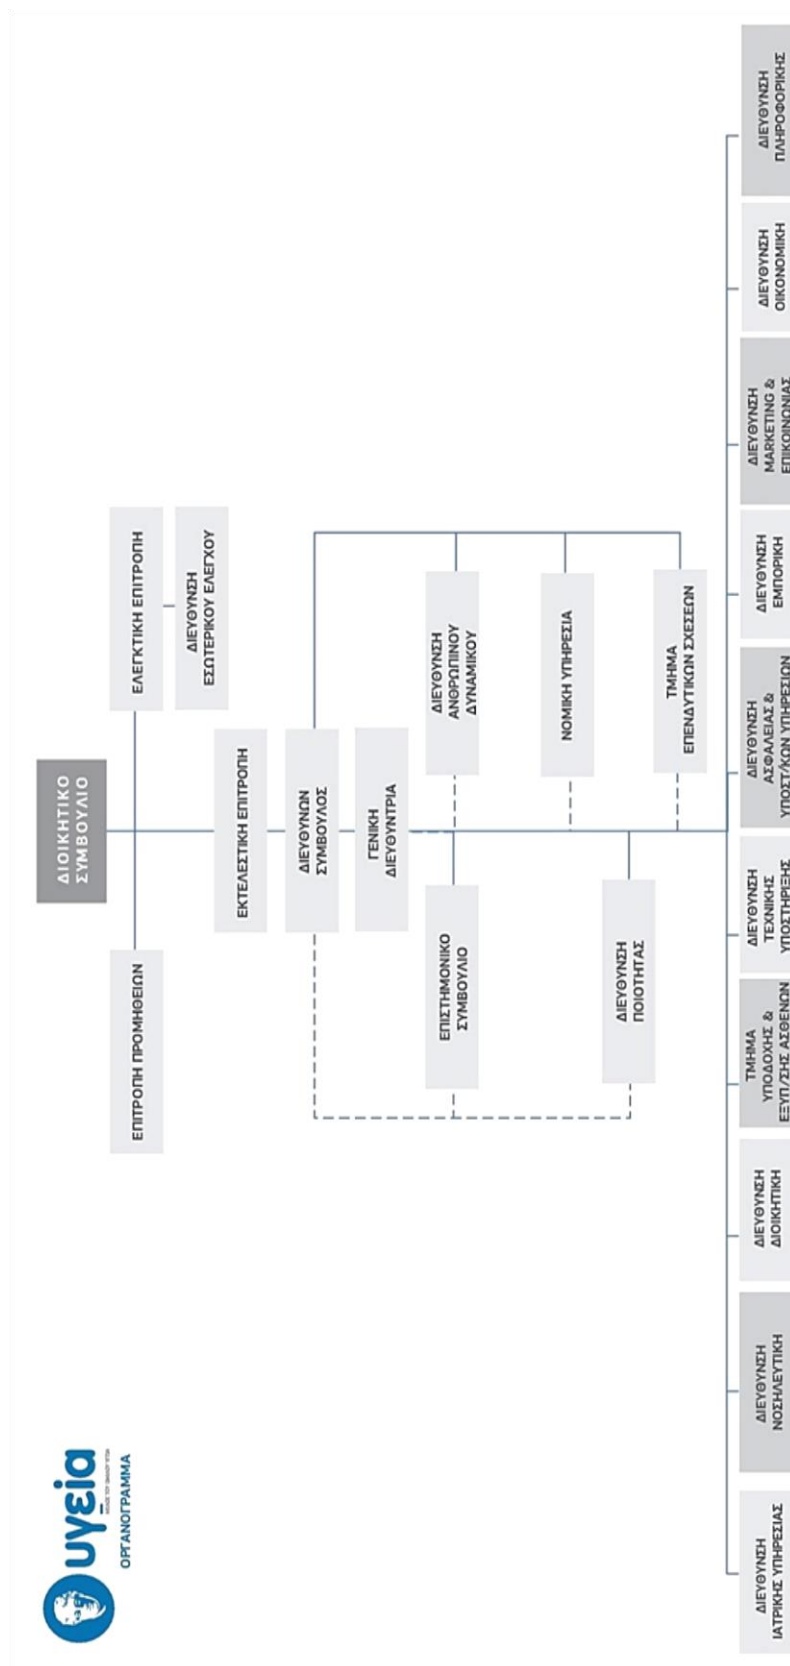 υγεία
ΟΡΓΑΝΟΓΡΑΜΜΑ
ΔΙΟΙΚΗΤΙΚΟ
ΣΥΜΒΟΥΛΙΟ
ΕΠΙΤΡΟΠΗ ΠΡΟΜΗΘΕΙΩΝ
ΕΛΕΓΚΤΙΚΗ ΕΠΙΤΡΟΠΗ
ΔΙΕΥΘΥΝΣΗ
ΕΣΩΤΕΡΙΚΟΥ ΕΛΕΓΧΟΥ
ΕΚΤΕΛΕΣΤΙΚΗ ΕΠΙΤΡΟΠΗ
ΔΙΕΥΘΥΝΩΝ
ΣΥΜΒΟΥΛΟΣ
ΓΕΝΙΚΗ
ΔΙΕΥΘΥΝΤΡΙΑ
ΕΠΙΣΤΗΜΟΝΙΚΟ
ΣΥΜΒΟΥΛΙΟ
ΔΙΕΥΘΥΝΣΗ
ΑΝΘΡΩΠΙΝΟΥ
ΔΥΝΑΜΙΚΟΥ
ΝΟΜΙΚΗ ΥΠΗΡΕΣΙΑ
ΔΙΕΥΘΥΝΣΗ
ΠΟΙΟΤΗΤΑΣ
ΤΜΗΜΑ
ΕΠΕΝΔΥΤΙΚΩΝ ΣΧΕΣΕΩΝ
ΔΙΕΥΘΥΝΣΗ
ΙΑΤΡΙΚΗΣ ΥΠΗΡΕΣΙΑΣ
ΔΙΕΥΘΥΝΣΗ
ΝΟΣΗΛΕΥΤΙΚΗ
ΔΙΕΥΘΥΝΣΗ
ΔΙΟΙΚΗΤΙΚΗ
ΤΜΗΜΑ
ΥΠΟΔΟΧΗΣ &
ΕΞΥΠ/ΣΗΣ ΑΣΘΕΝΩΝ
ΔΙΕΥΘΥΝΣΗ
ΤΕΧΝΙΚΗΣ
ΥΠΟΣΤΗΡΙΞΗΣ
ΔΙΕΥΘΥΝΣΗ
ΑΣΦΑΛΕΙΑΣ &
ΥΠΟΣΤ/ΚΩΝ ΥΠΗΡΕΣΙΩΝ
ΔΙΕΥΘΥΝΣΗ
ΕΜΠΟΡΙΚΗ
ΔΙΕΥΘΥΝΣΗ
MARKETING &
ΕΠΙΚΟΙΝΩΝΙΑΣ
ΔΙΕΥΘΥΝΣΗ
ΟΙΚΟΝΟΜΙΚΗ
ΔΙΕΥΘΥΝΣΗ
ΠΛΗΡΟΦΟΡΙΚΗΣ